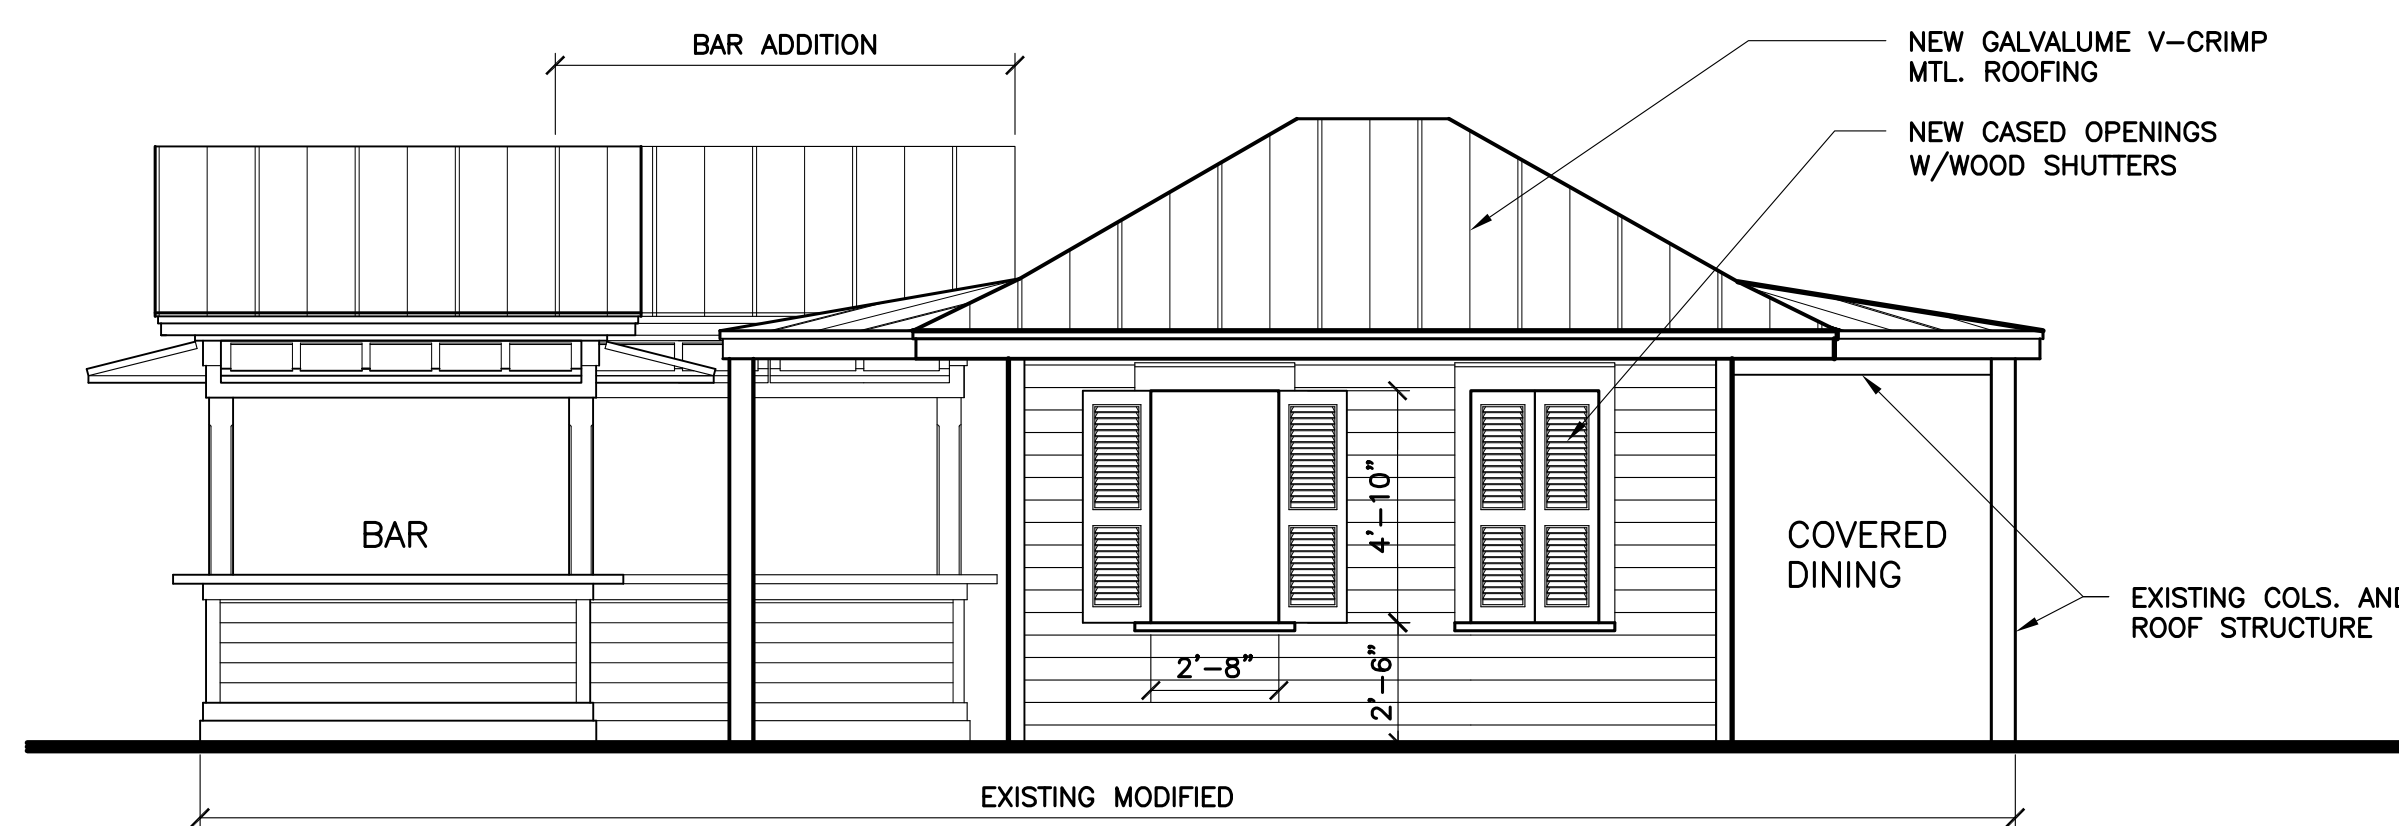 BAR ADDITION
NEW GALVALUME V-CRIMP
MTL. ROOFING
NEW CASED OPENINGS
W/WOOD SHUTTERS
4'-10"
BAR
COVERED
DINING
EXISTING COLS. AND
ROOF STRUCTURE
2'-8"
2'-6"
EXISTING MODIFIED